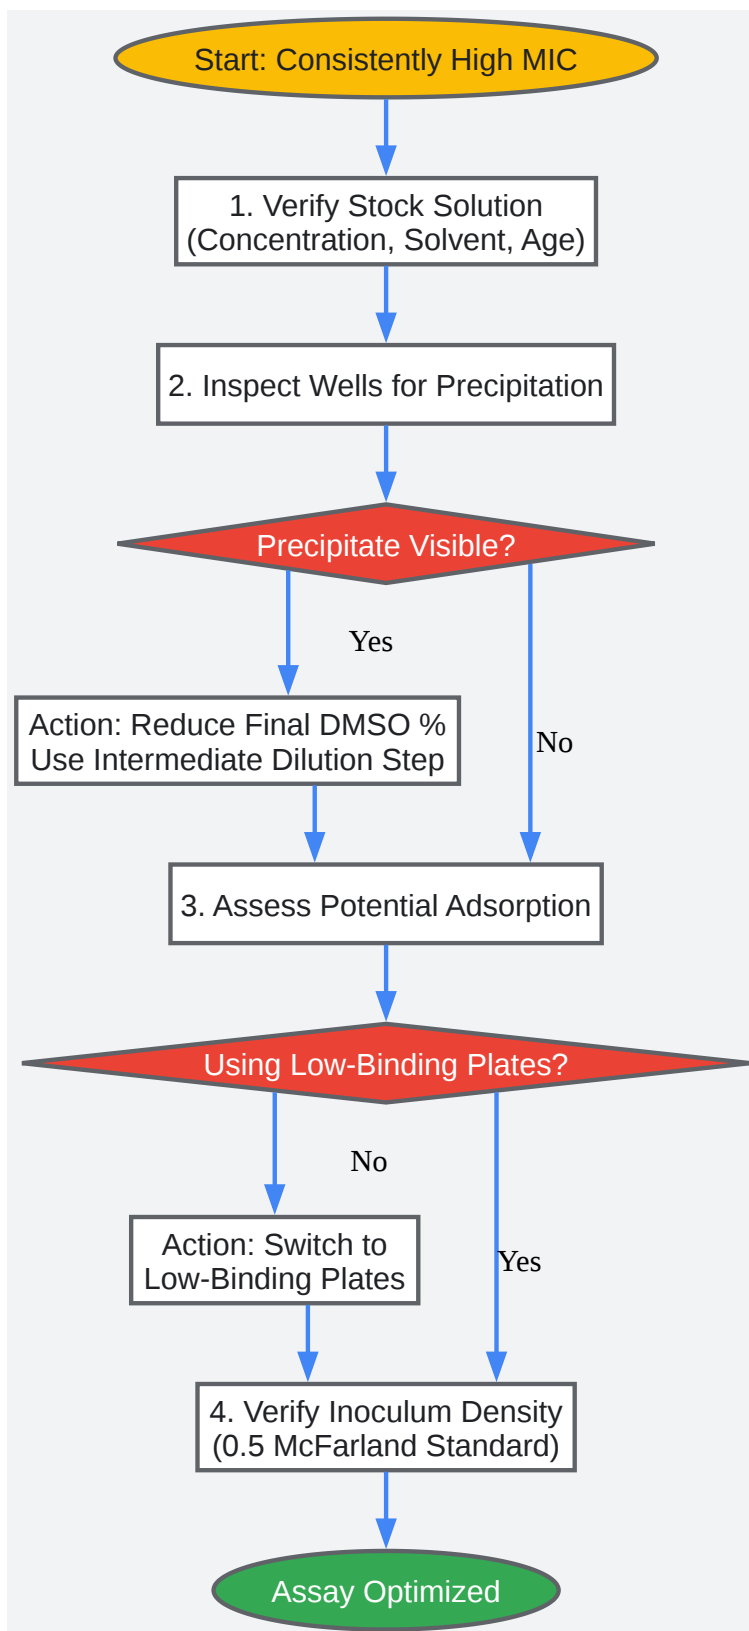 Start: Consistently High MIC
1. Verify Stock Solution
(Concentration, Solvent, Age)
2. Inspect Wells for Precipitation
Precipitate Visible?
Yes
Action: Reduce Final DMSO %
Use Intermediate Dilution Step
No
3. Assess Potential Adsorption
Using Low-Binding Plates?
No
Action: Switch to
Low-Binding Plates
Yes
4. Verify Inoculum Density
(0.5 McFarland Standard)
Assay Optimized